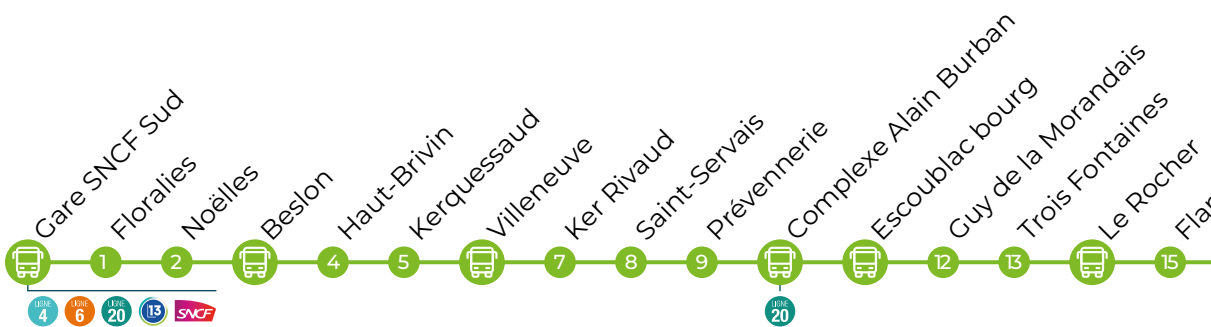 Gare SNCF Sud
Floralies
Noëlles
Beslon
Haut-Brivin
Kerquessaud
Villeneuve
Ker Rivaud
Saint-Servais
Prévennerie
Complexe Alain Burban
Escoublac bourg
Guy de la Morandais
Trois Fontaines
Le Rocher
1
2
4
5
7
8
9
12
13
15
LIGNE 4
LIGNE 6
LIGNE 20
13
SNCF
LIGNE 20